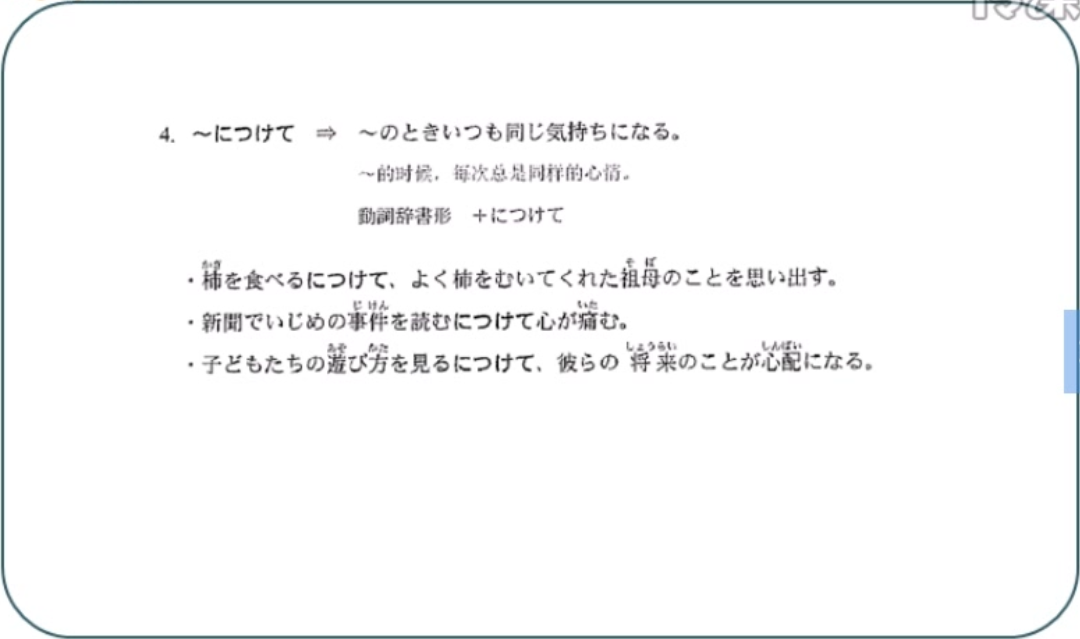 4. ～につけて ⇒ ～のときいつも同じ気持ちになる。
～的时候，每次总是同样的心情。
動詞辞書形 ＋につけて
・柿を食べるにつけて、よく柿をむいてくれた祖母のことを思い出す。
・新聞でいじめの事件を読むにつけて心が痛む。
・子どもたちの遊び方を見るにつけて、彼らの 将来のことが心配になる。